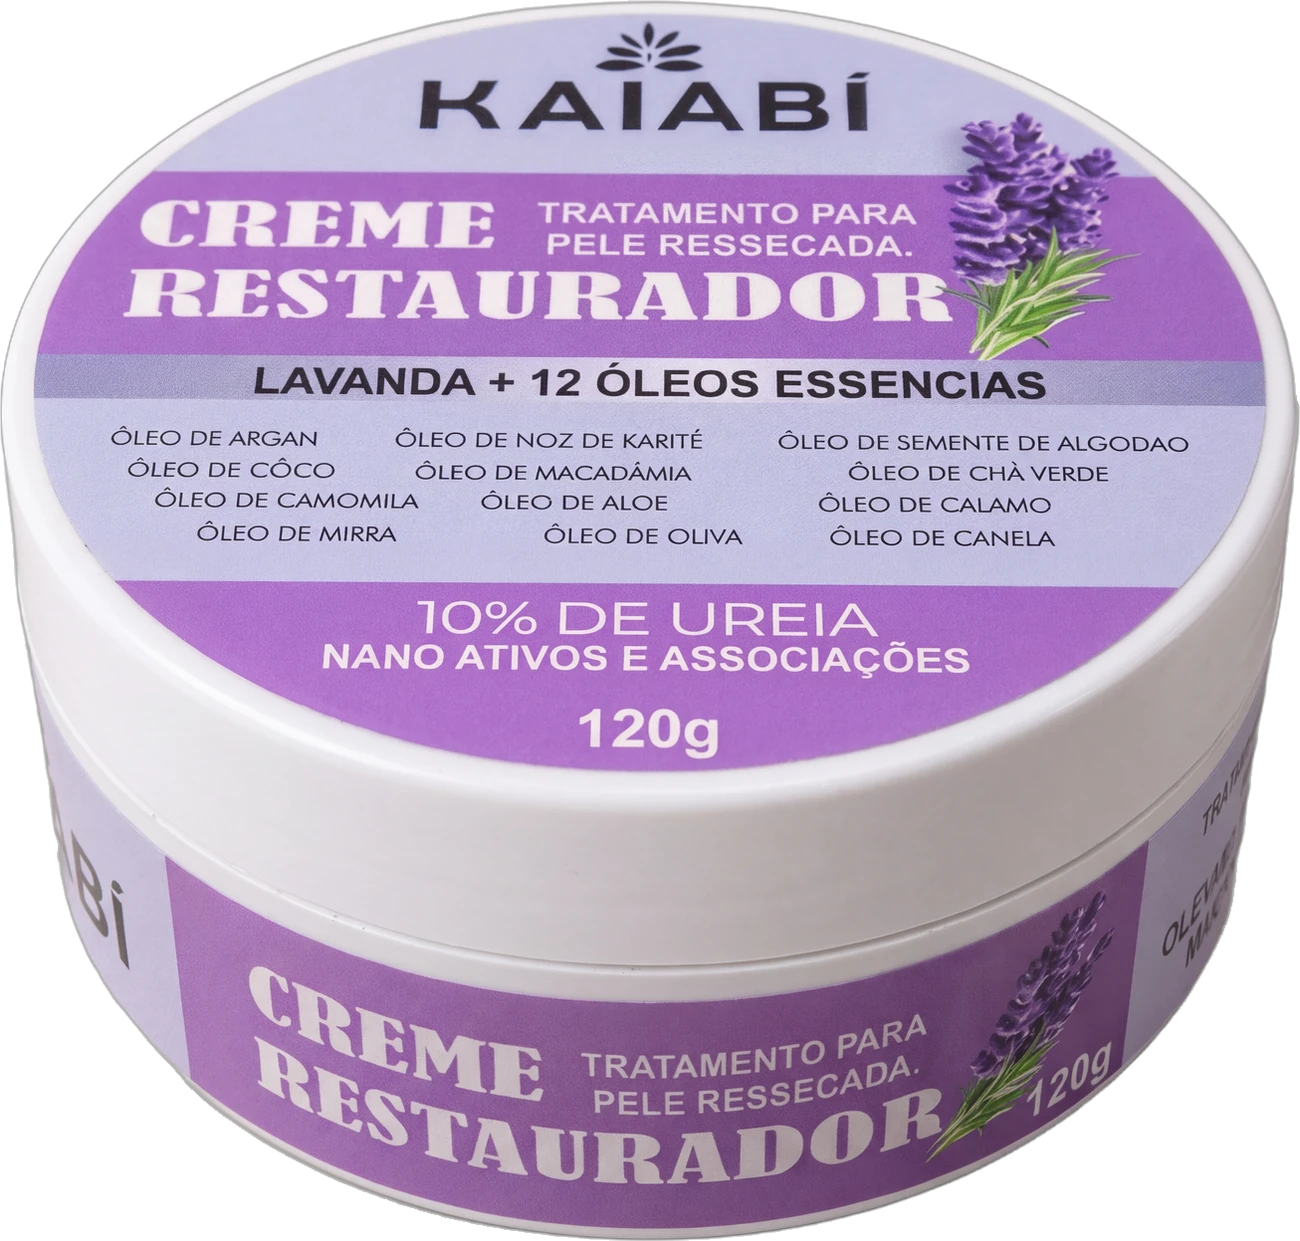 KAIABÍ
CREME
TRATAMENTO PARA
PELE RESSECADA.
RESTAURADOR
LAVANDA + 12 ÓLEOS ESSENCIAS
ÔLEO DE ARGAN ÔLEO DE NOZ DE KARITÉ ÔLEO DE SEMENTE DE ALGODAO
ÔLEO DE CÔCO ÔLEO DE MACADÁMIA ÔLEO DE CHÀ VERDE
ÔLEO DE CAMOMILA ÔLEO DE ALOE ÔLEO DE CALAMO
ÔLEO DE MIRRA ÔLEO DE OLIVA ÔLEO DE CANELA
10% DE UREIA
NANO ATIVOS E ASSOCIAÇÕES
120g
ABÍ
CREME
TRATAMENTO PARA
PELE RESSECADA.
RESTAURADOR
120g